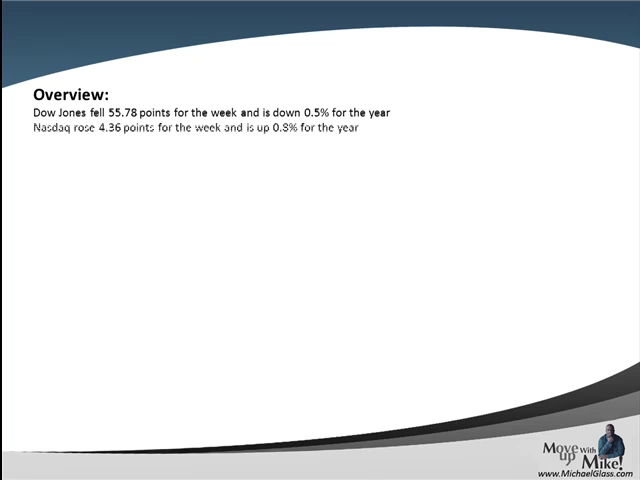 Overview:
Dow Jones fell 55.78 points for the week and is down 0.5% for the year
Nasdaq rose 4.36 points for the week and is up 0.8% for the year
Move up With Mike!
www.MichaelGlass.com